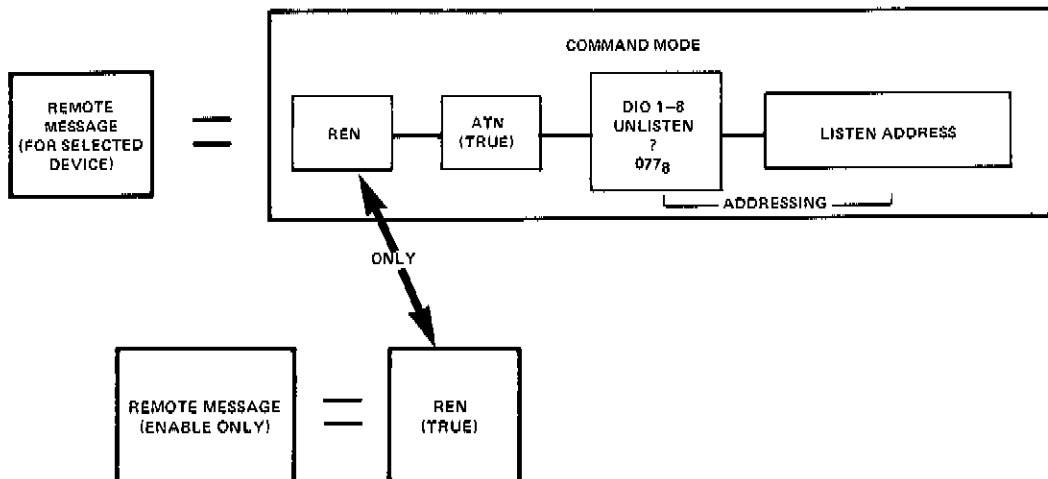 COMMAND MODE
REMOTE
MESSAGE
(FOR SELECTED
DEVICE)
=
REN
ATN
(TRUE)
DIO 1–8
UNLISTEN
?
077₈
LISTEN ADDRESS
ADDRESSING
ONLY
REMOTE MESSAGE
(ENABLE ONLY)
=
REN
(TRUE)